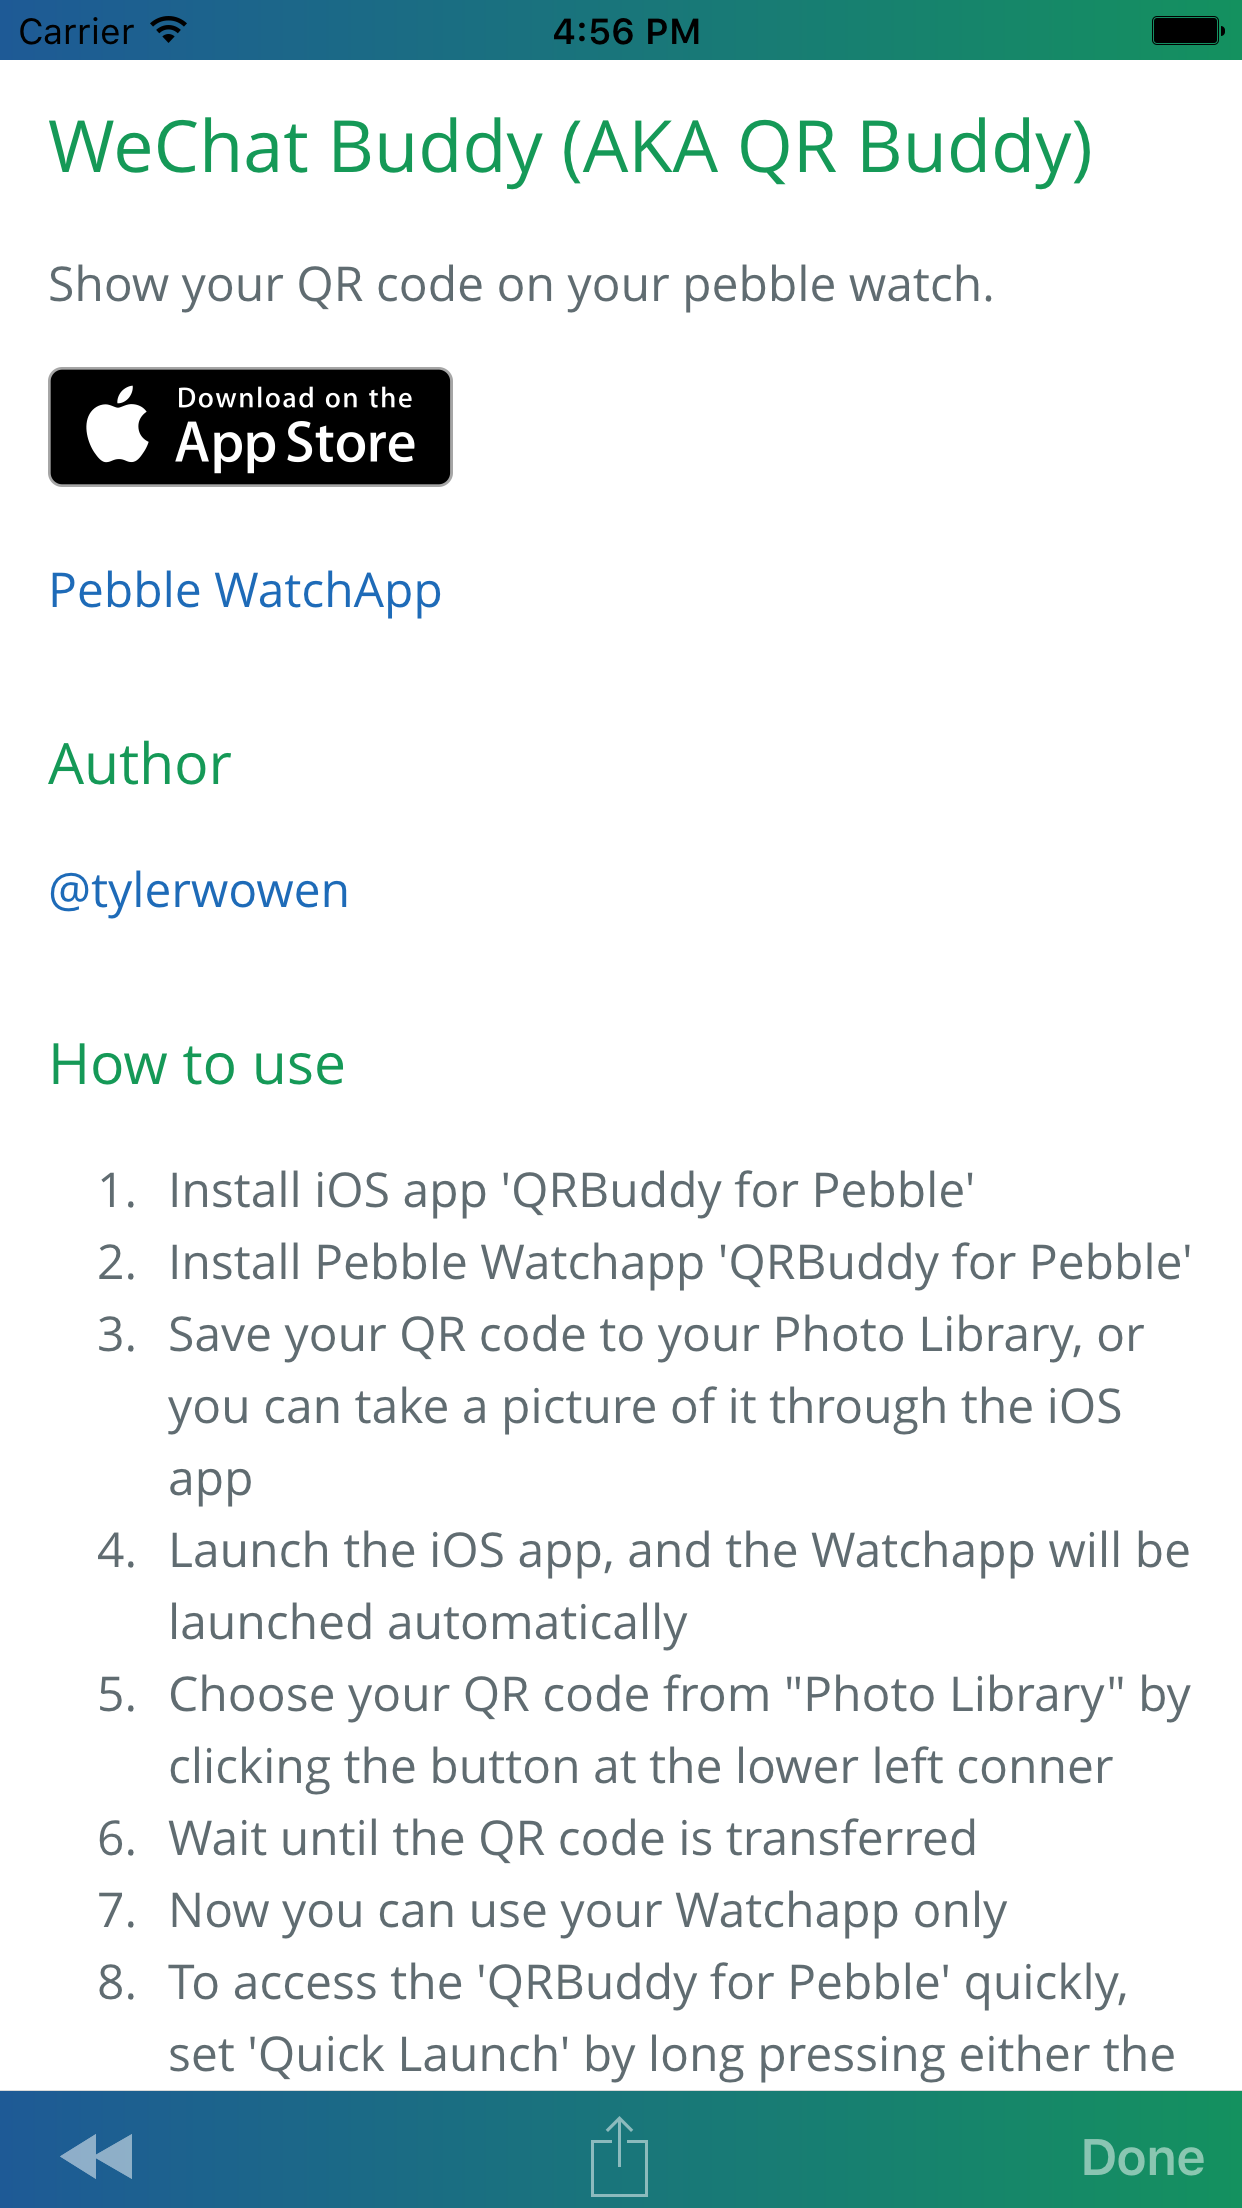 Carrier
4:56 PM
WeChat Buddy (AKA QR Buddy)
Show your QR code on your pebble watch.
Download on the
App Store
Pebble WatchApp
Author
@tylerwowen
How to use
1. Install iOS app 'QRBuddy for Pebble'
2. Install Pebble Watchapp 'QRBuddy for Pebble'
3. Save your QR code to your Photo Library, or
you can take a picture of it through the iOS
app
4. Launch the iOS app, and the Watchapp will be
launched automatically
5. Choose your QR code from "Photo Library" by
clicking the button at the lower left conner
6. Wait until the QR code is transferred
7. Now you can use your Watchapp only
8. To access the 'QRBuddy for Pebble' quickly,
set 'Quick Launch' by long pressing either the
Done